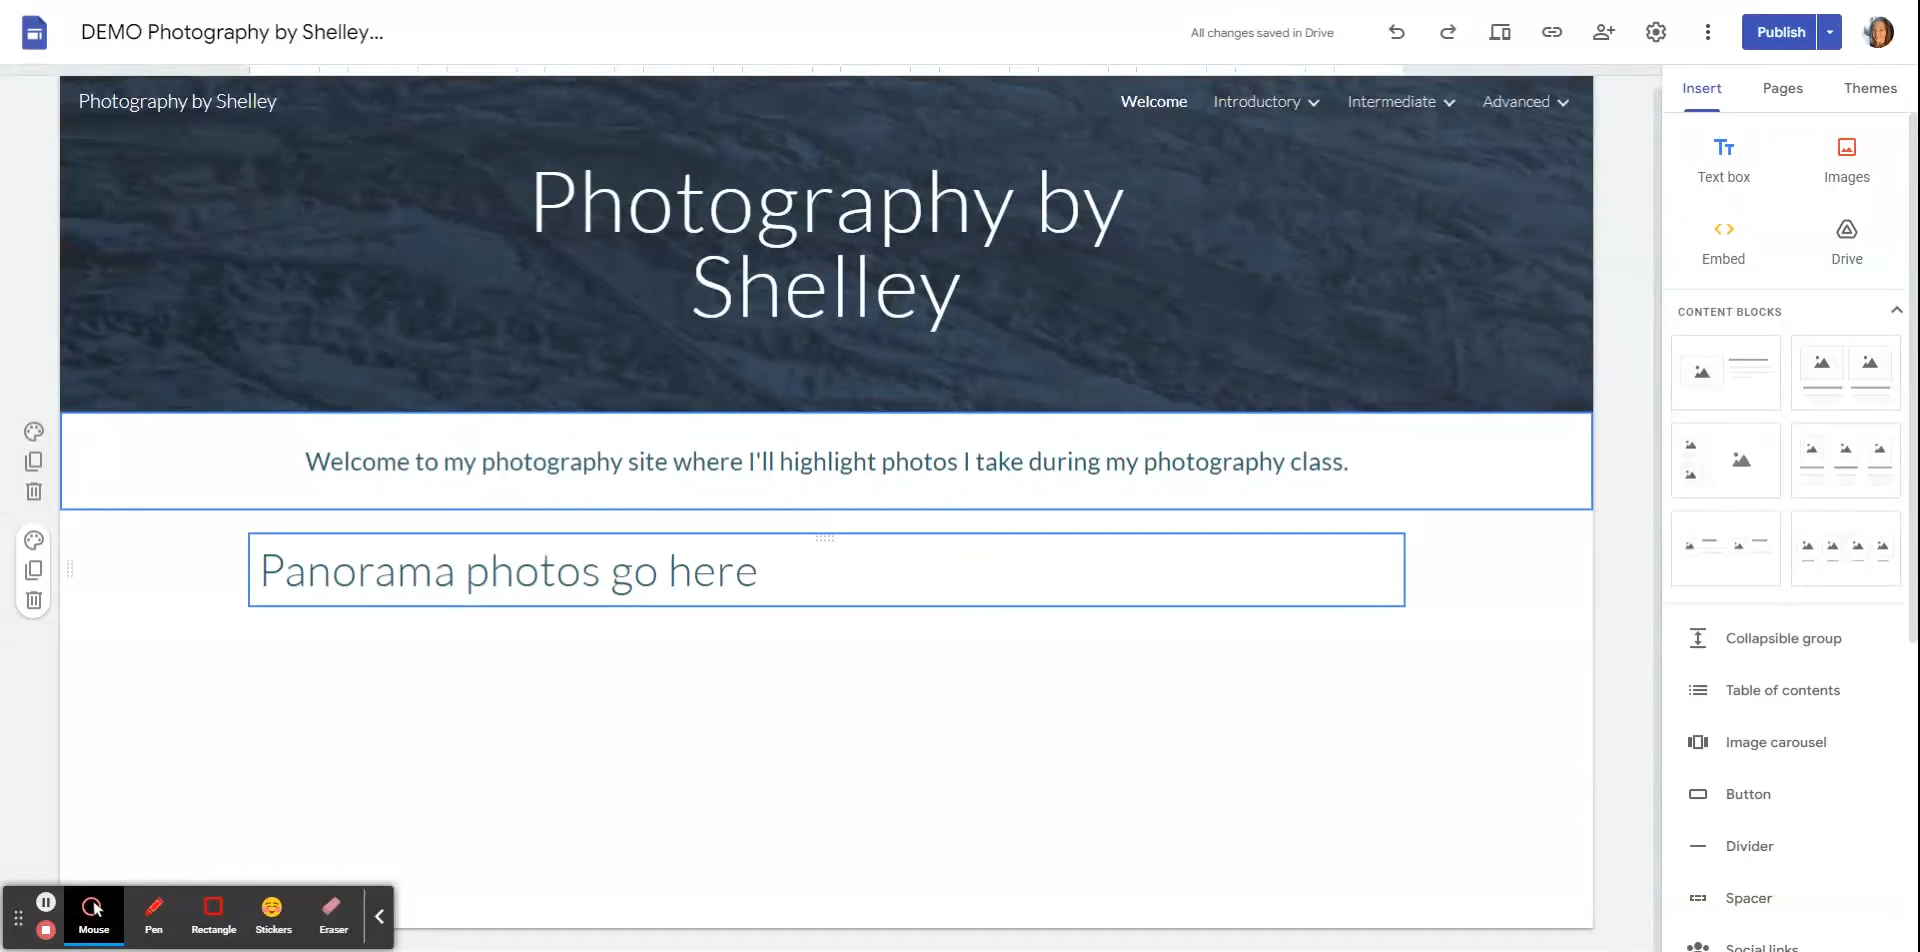 DEMO Photography by Shelley...
All changes saved in Drive
Publish
Photography by Shelley
Welcome
Introductory
Intermediate
Advanced
Photography by
Shelley
Welcome to my photography site where I'll highlight photos I take during my photography class.
Panorama photos go here
Insert
Pages
Themes
Text box
Images
Embed
Drive
CONTENT BLOCKS
Collapsible group
Table of contents
Image carousel
Button
Divider
Spacer
Social links
Mouse
Pen
Rectangle
Stickers
Eraser